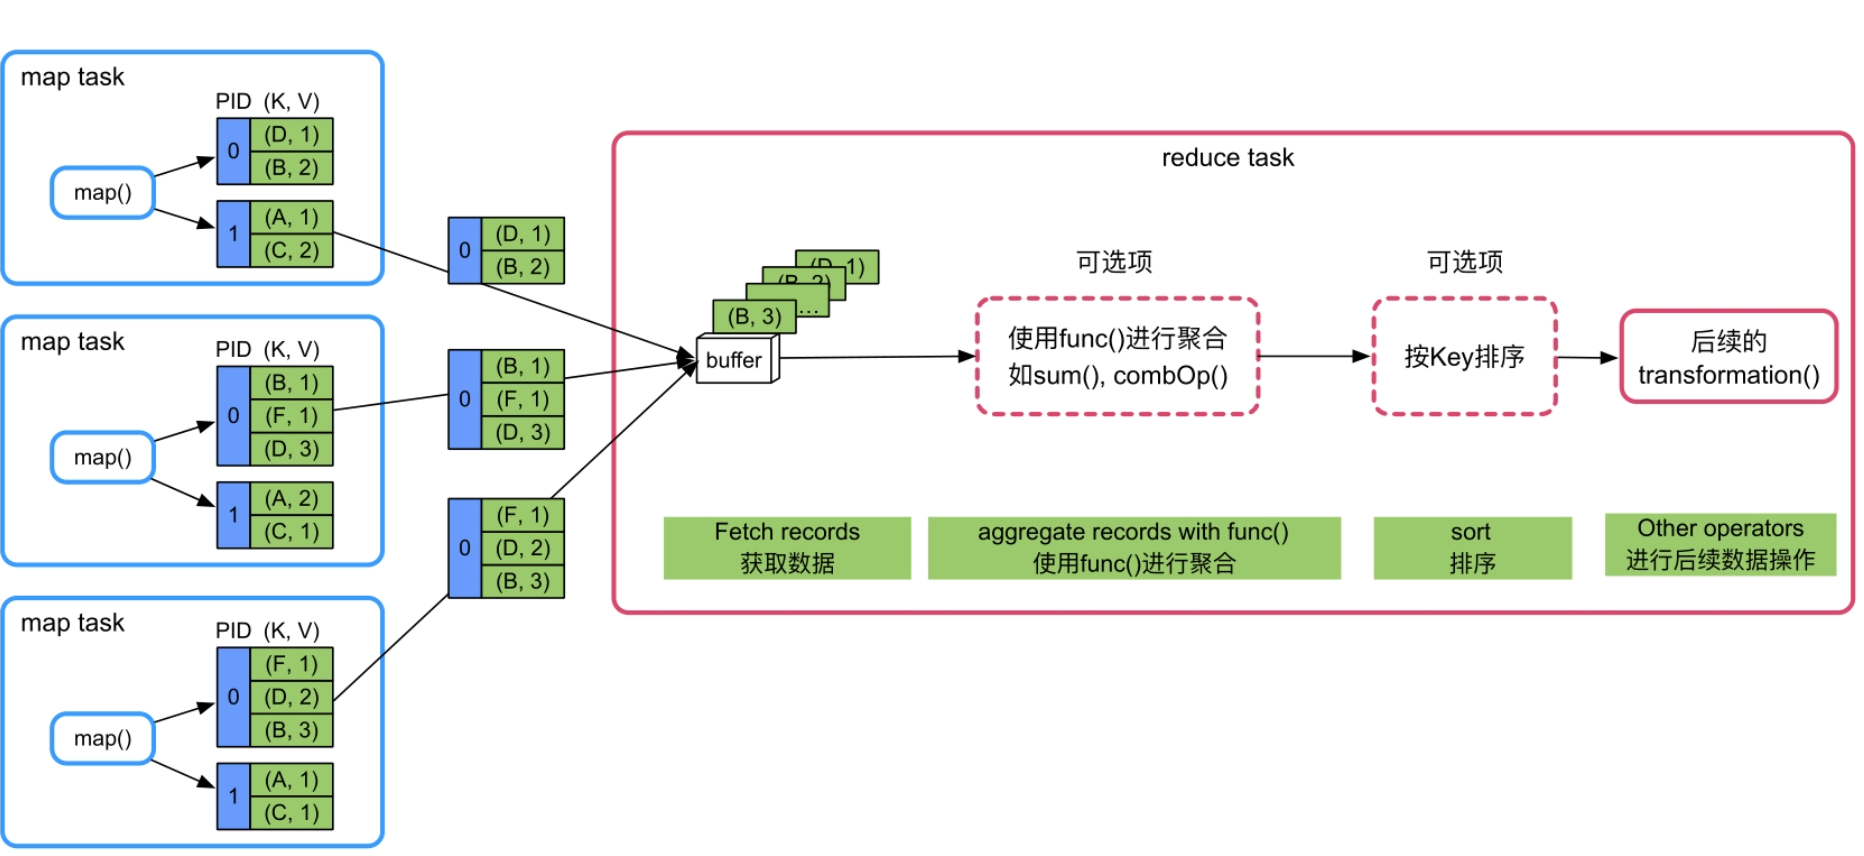 map task
PID (K, V)
map()
0
(D, 1)
(B, 2)
1
(A, 1)
(C, 2)
map task
PID (K, V)
map()
0
(B, 1)
(F, 1)
(D, 3)
1
(A, 2)
(C, 1)
map task
PID (K, V)
map()
0
(F, 1)
(D, 2)
(B, 3)
1
(A, 1)
(C, 1)
0
(D, 1)
(B, 2)
0
(B, 1)
(F, 1)
(D, 3)
0
(F, 1)
(D, 2)
(B, 3)
reduce task
(D, 1)
(B, 2)
...
(B, 3)
buffer
可选项
使用func()进行聚合
如sum(), combOp()
可选项
按Key排序
后续的
transformation()
Fetch records
获取数据
aggregate records with func()
使用func()进行聚合
sort
排序
Other operators
进行后续数据操作